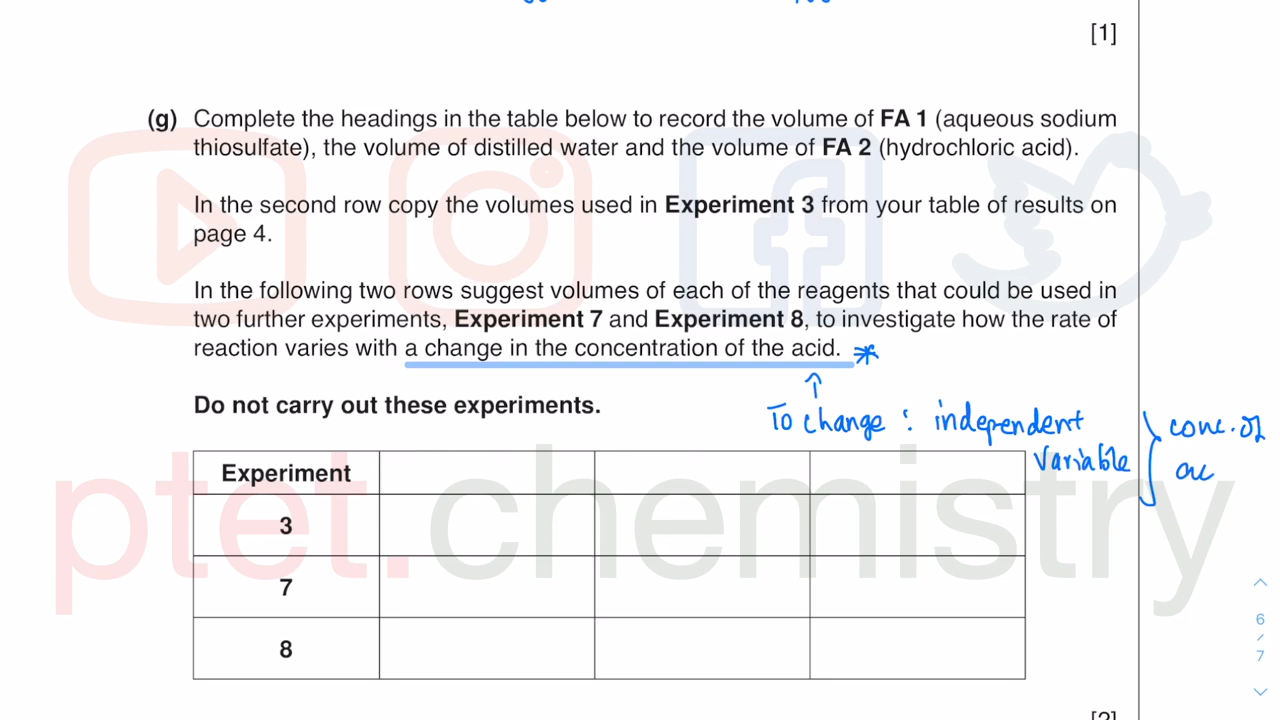 [1]
(g) Complete the headings in the table below to record the volume of FA 1 (aqueous sodium
thiosulfate), the volume of distilled water and the volume of FA 2 (hydrochloric acid).
In the second row copy the volumes used in Experiment 3 from your table of results on
page 4.
In the following two rows suggest volumes of each of the reagents that could be used in
two further experiments, Experiment 7 and Experiment 8, to investigate how the rate of
reaction varies with a change in the concentration of the acid. *
Do not carry out these experiments.
To change : independent
variable
conc. of
ac
Experiment
3
7
8
ptet.chemistry
6
/
7